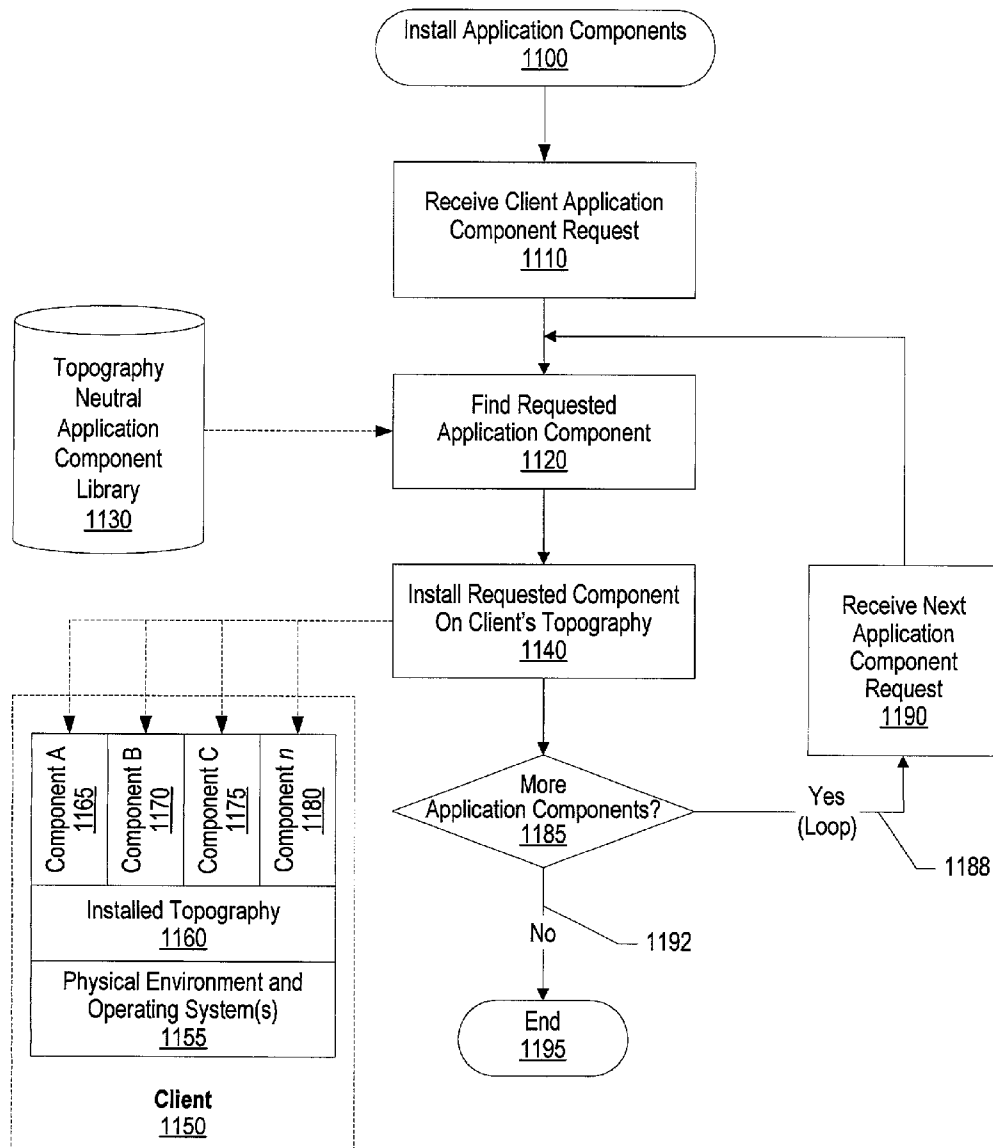 Install Application Components
1100
Receive Client Application
Component Request
1110
Topography
Neutral
Application
Component
Library
1130
Find Requested
Application Component
1120
Install Requested Component
On Client's Topography
1140
Receive Next
Application
Component
Request
1190
Component A
1165
Component B
1170
Component C
1175
Component n
1180
Installed Topography
1160
Physical Environment and
Operating System(s)
1155
Client
1150
More
Application Components?
1185
Yes
(Loop)
1188
No
1192
End
1195